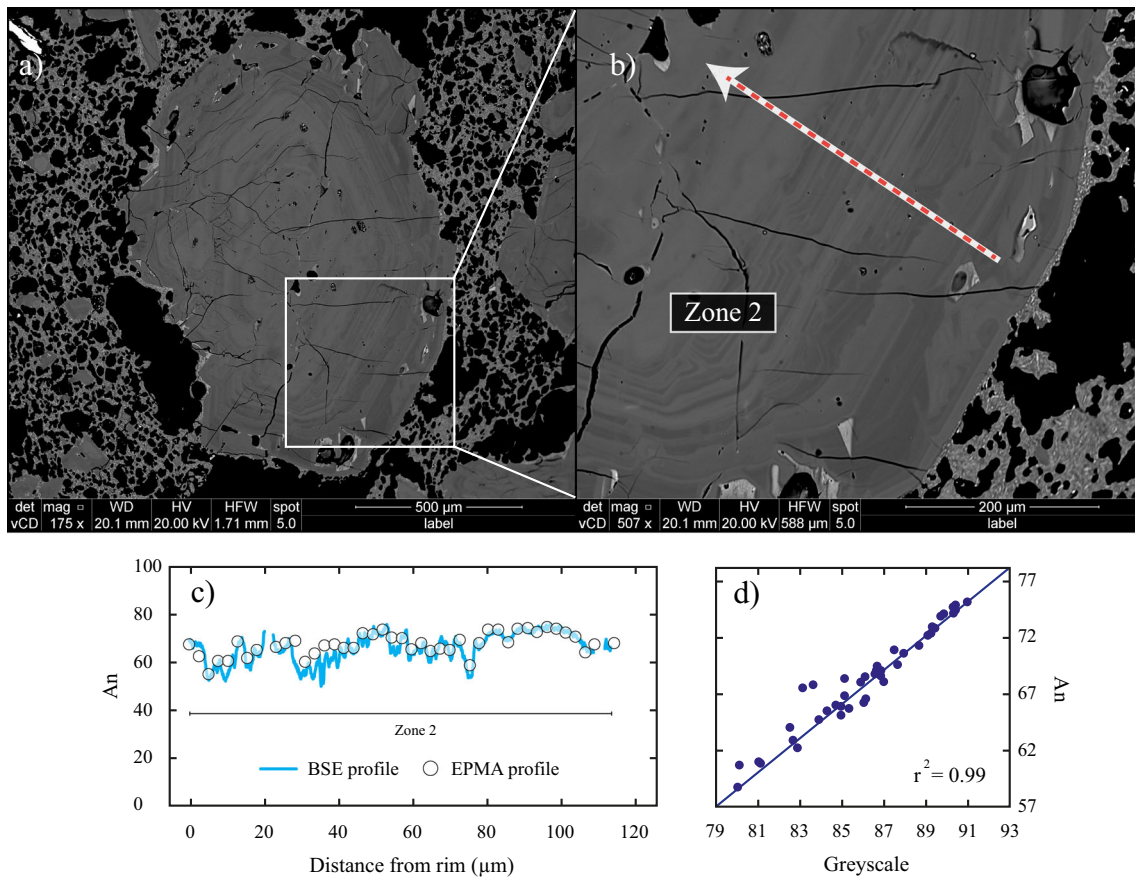 a)
b)
Zone 2
det mag □ WD HV HFW spot 500 µm
vCD 175 x 20.1 mm 20.00 kV 1.71 mm 5.0 label
det mag □ WD HV HFW spot 200 µm
vCD 507 x 20.1 mm 20.00 kV 588 µm 5.0 label
c)
100
80
60
40
20
0
An
Zone 2
BSE profile EPMA profile
0 20 40 60 80 100 120
Distance from rim (µm)
d)
77
72
67
62
57
An
r2 = 0.99
79 81 83 85 87 89 91 93
Greyscale